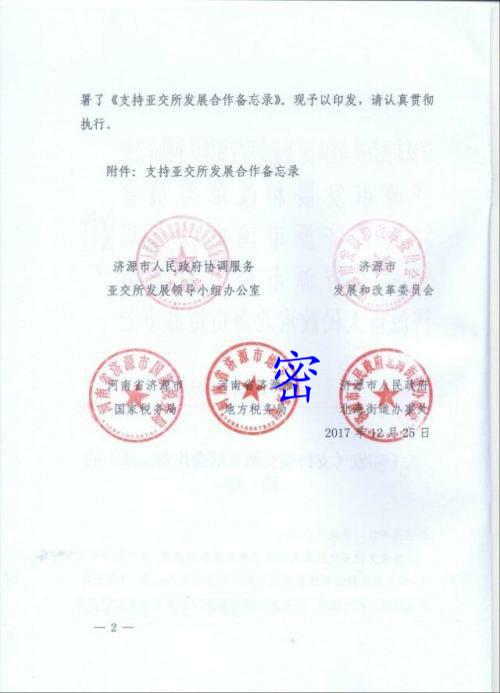 署了《支持亚交所发展合作备忘录》。现予以印发，请认真贯彻
执行。
附件：支持亚交所发展合作备忘录
济源市人民政府协调服务
亚交所发展领导小组办公室
济源市
发展和改革委员会
河南省济源市
国家税务局
河南省济源
地方税务局
密
济源市人民政府
北海街道办事处
2017年12月25日
— 2 —